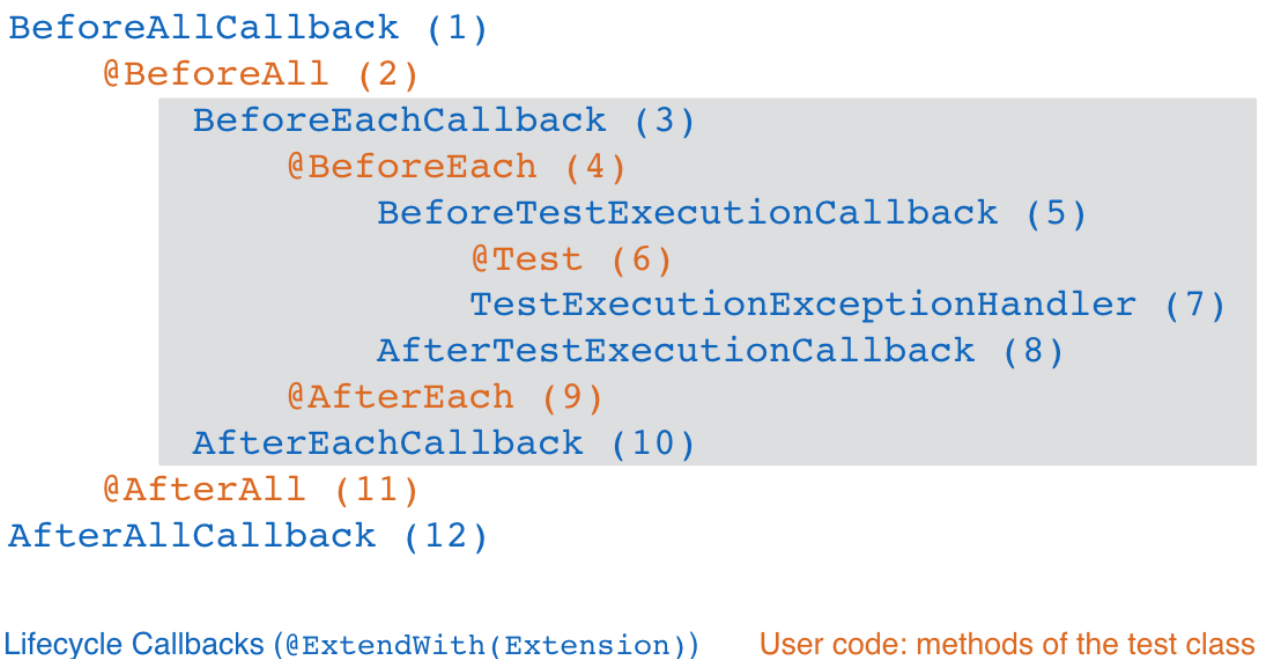 BeforeAllCallback (1)
@BeforeAll (2)
BeforeEachCallback (3)
@BeforeEach (4)
BeforeTestExecutionCallback (5)
@Test (6)
TestExecutionExceptionHandler (7)
AfterTestExecutionCallback (8)
@AfterEach (9)
AfterEachCallback (10)
@AfterAll (11)
AfterAllCallback (12)
Lifecycle Callbacks (@ExtendWith(Extension)) User code: methods of the test class